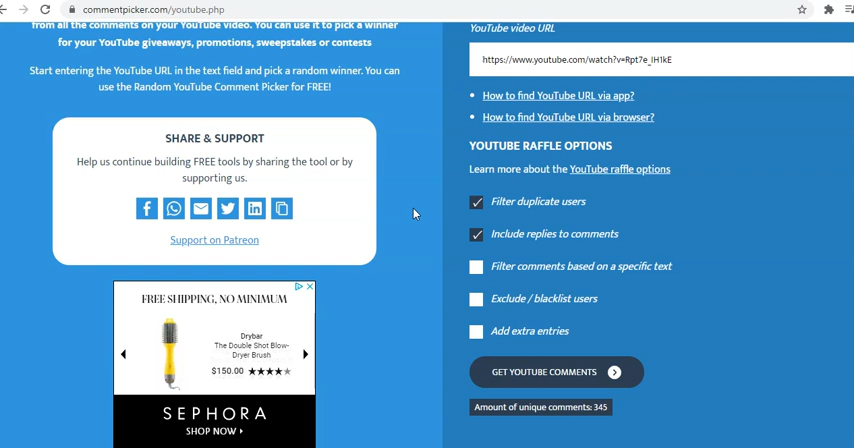 commentpicker.com/youtube.php
from all the comments on your YouTube video. You can use it to pick a winner
for your YouTube giveaways, promotions, sweepstakes or contests
Start entering the YouTube URL in the text field and pick a random winner. You can
use the Random YouTube Comment Picker for FREE!
SHARE & SUPPORT
Help us continue building FREE tools by sharing the tool or by
supporting us.
Support on Patreon
FREE SHIPPING, NO MINIMUM
Drybar
The Double Shot Blow-
Dryer Brush
$150.00
SEPHORA
SHOP NOW
YouTube video URL
https://www.youtube.com/watch?v=Rpt7e_IH1kE
How to find YouTube URL via app?
How to find YouTube URL via browser?
YOUTUBE RAFFLE OPTIONS
Learn more about the YouTube raffle options
Filter duplicate users
Include replies to comments
Filter comments based on a specific text
Exclude / blacklist users
Add extra entries
GET YOUTUBE COMMENTS
Amount of unique comments: 345